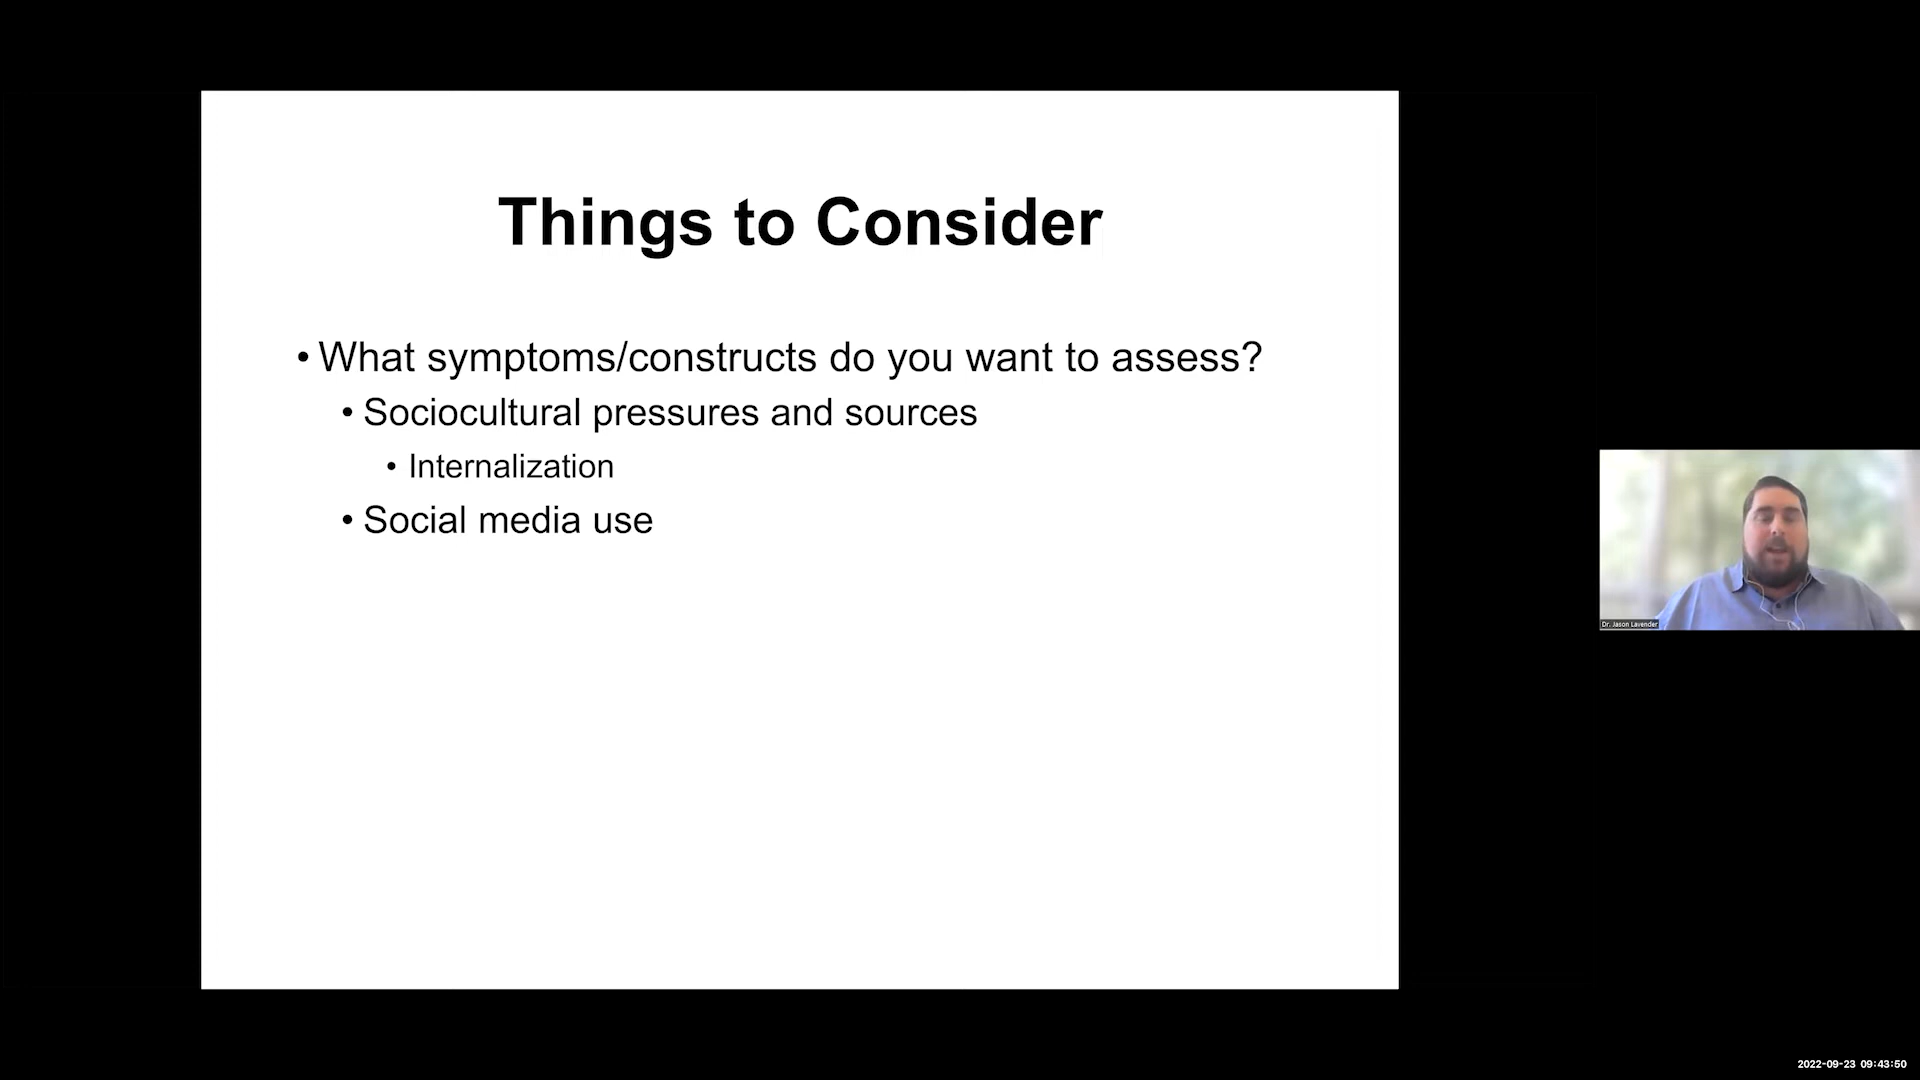 Things to Consider
• What symptoms/constructs do you want to assess?
• Sociocultural pressures and sources
• Internalization
• Social media use
Dr. Jason Lavender
2022-09-23 09:43:50